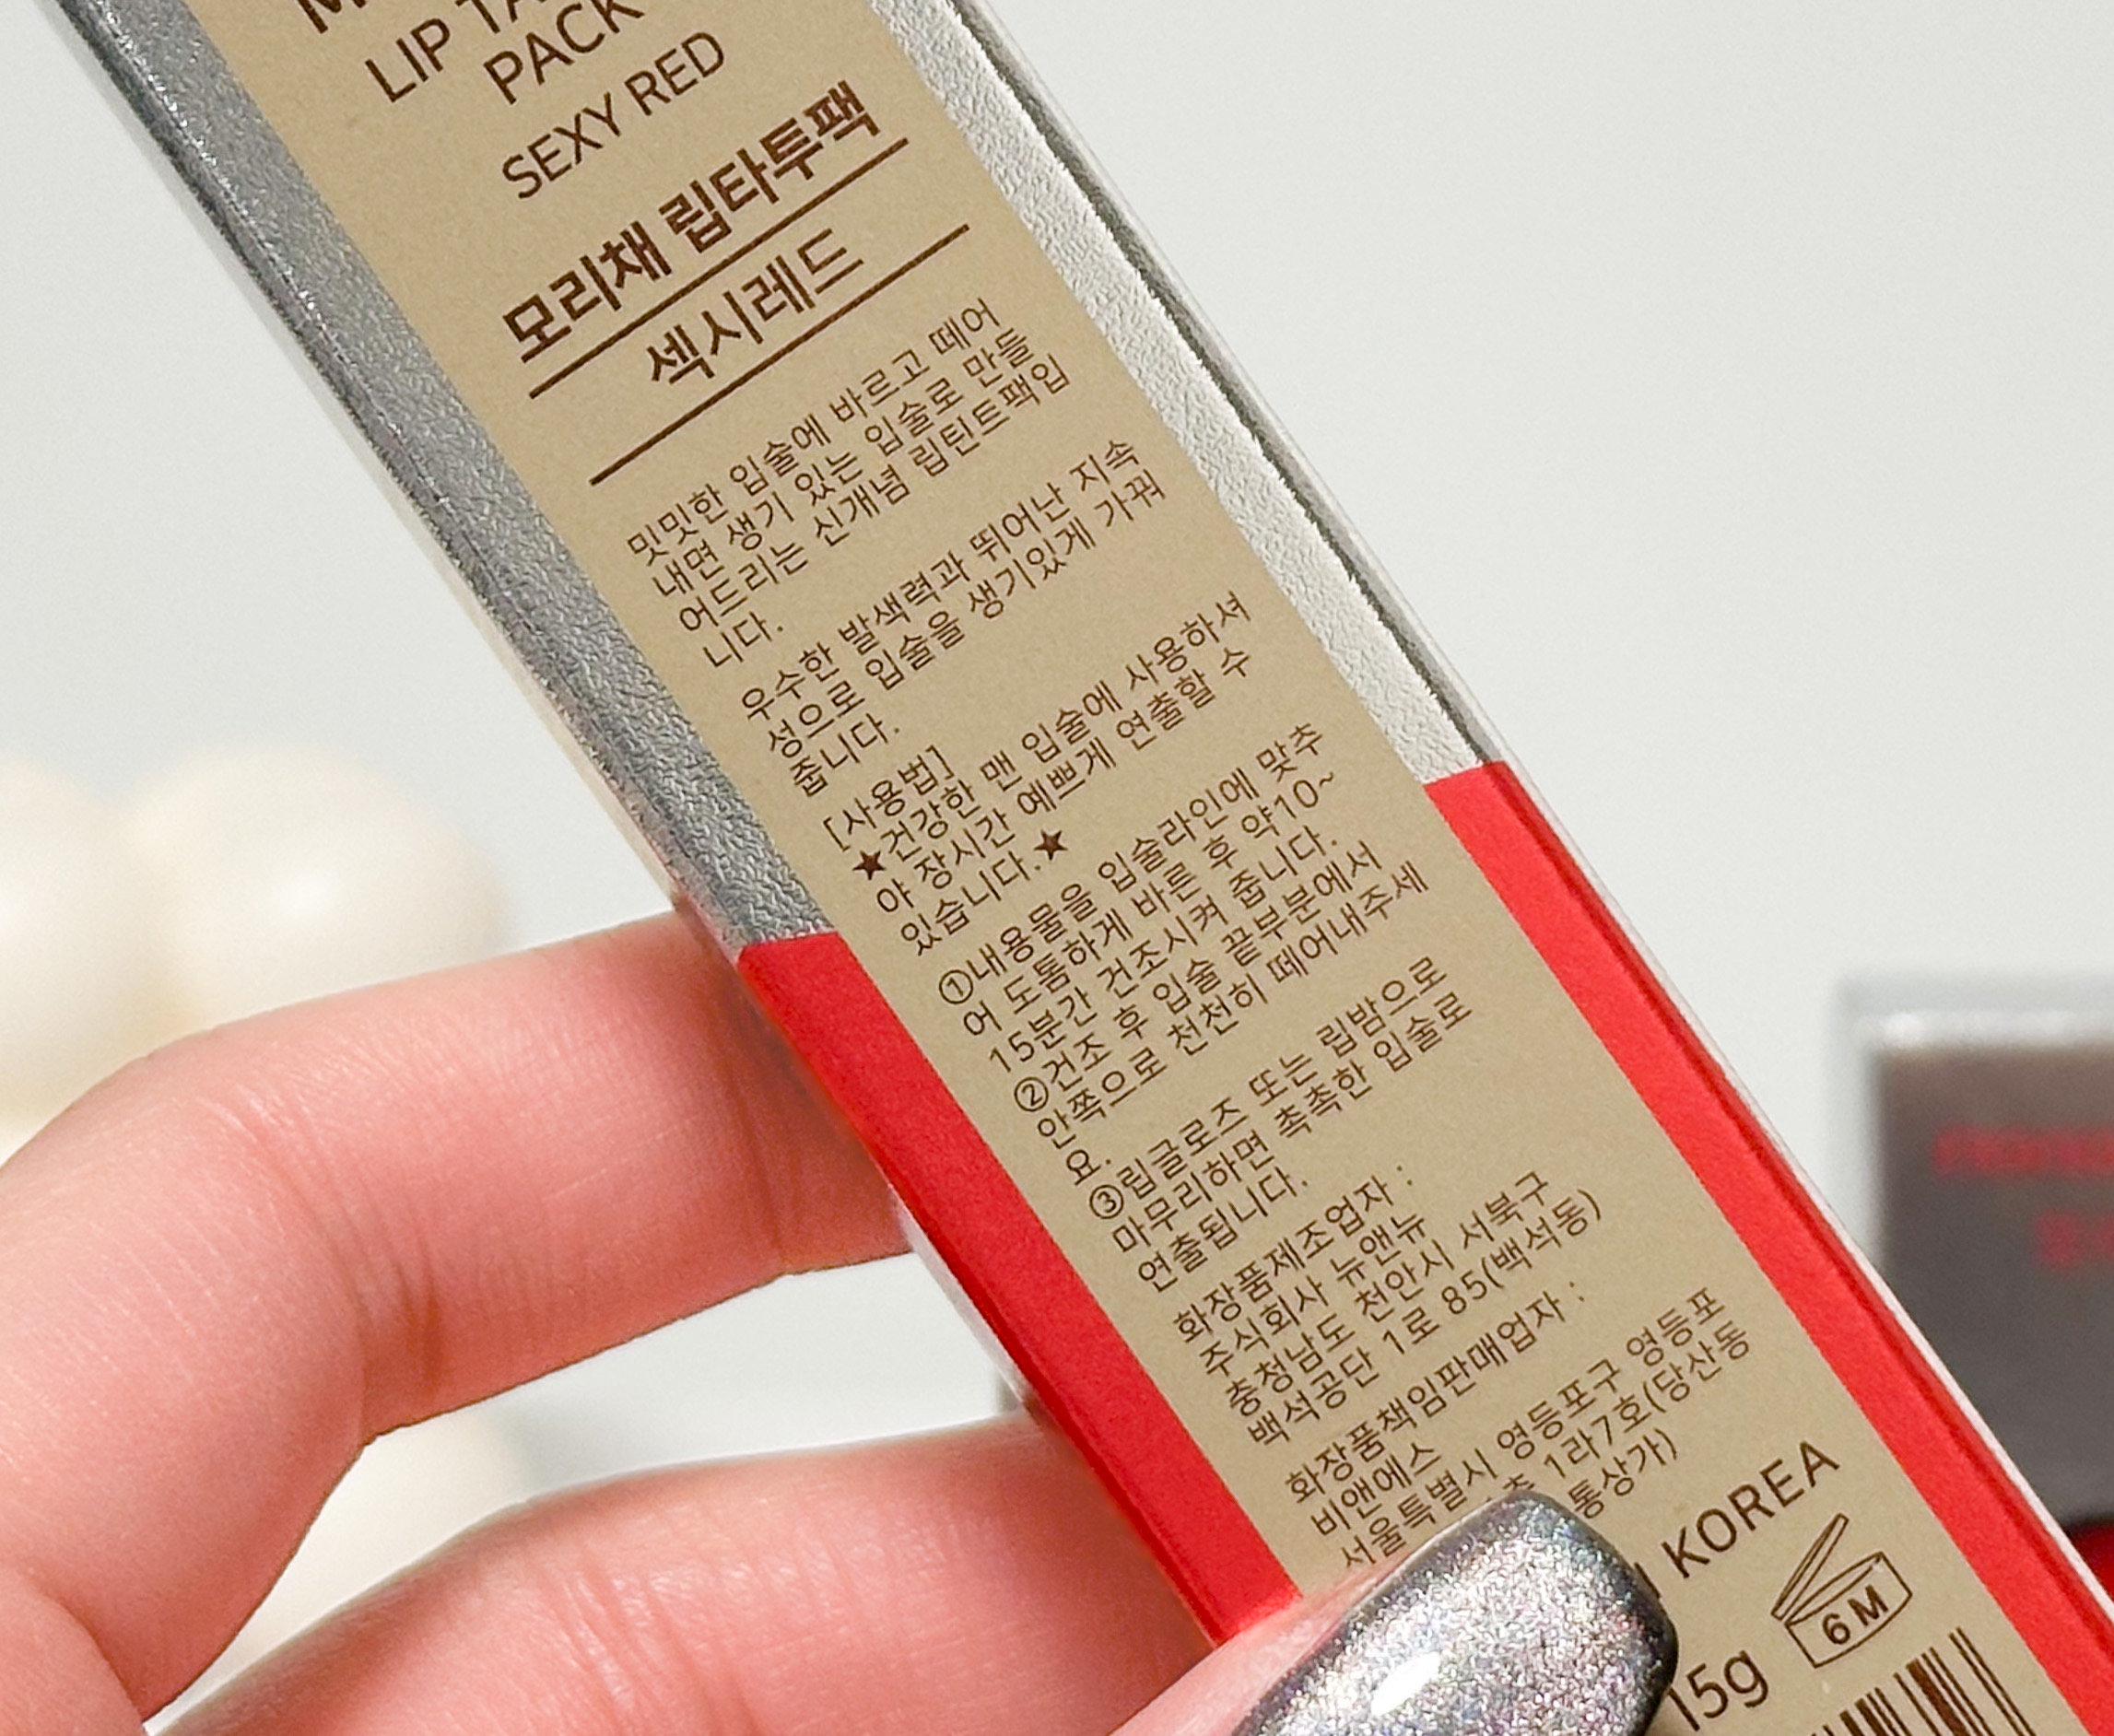 LIP
PACK
SEXY RED
모리채 립타투팩
섹시레드
밋밋한 입술에 바르고 떼어
내면 생기 있는 입술로 만들
어드리는 신개념 립틴트팩입
니다.
우수한 발색력과 뛰어난 지속
성으로 입술을 생기있게 가꿔
줍니다.
[사용법]
★건강한 맨 입술에 사용하셔
야 장시간 예쁘게 연출할 수
있습니다.★
①내용물을 입술라인에 맞추
어 도톰하게 바른 후 약10~
15분간 건조시켜 줍니다.
②건조 후 입술 끝부분에서
안쪽으로 천천히 떼어내주세
요.
③립글로즈 또는 립밤으로
마무리하면 촉촉한 입술로
연출됩니다.
화장품제조업자 :
주식회사 뉴앤뉴
충청남도 천안시 서북구
백석공단 1로 85(백석동)
화장품책임판매업자 :
비앤에스
서울특별시 영등포구 영등포
1라7호(당산동
통상가)
KOREA
6M
15g